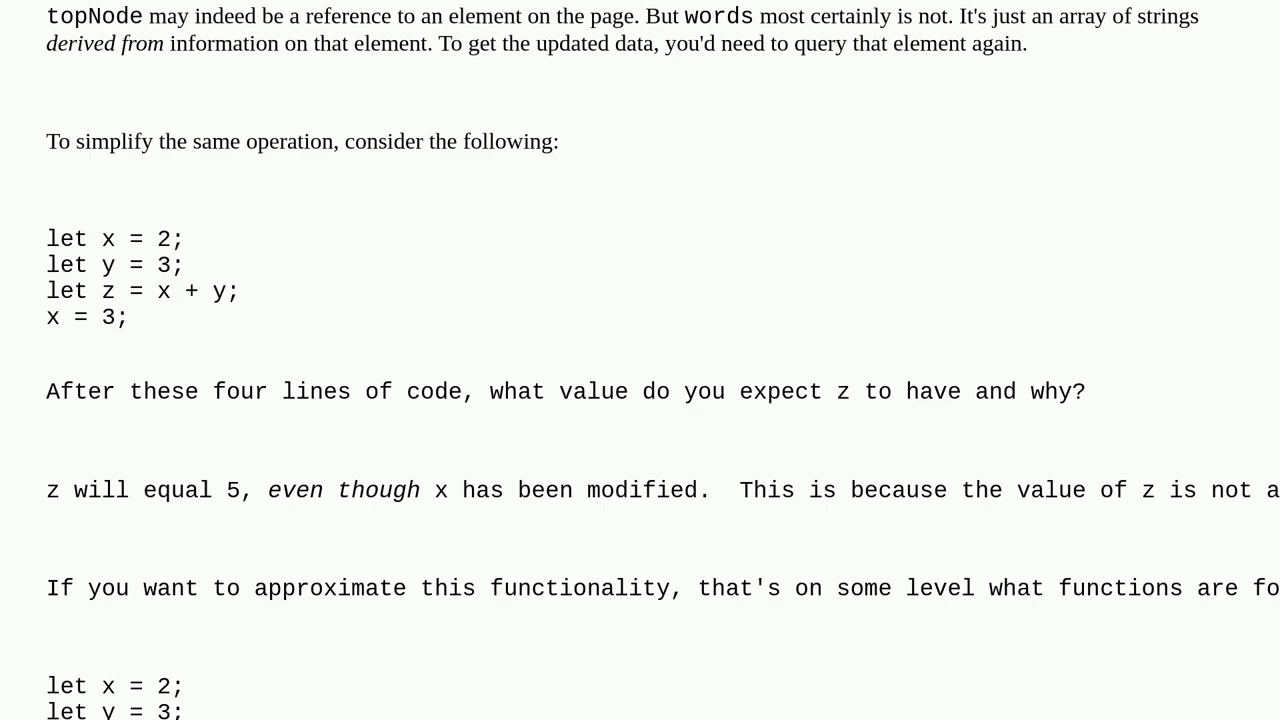 topNode may indeed be a reference to an element on the page. But words most certainly is not. It's just an array of strings
derived from information on that element. To get the updated data, you'd need to query that element again.
To simplify the same operation, consider the following:
let x = 2;
let y = 3;
let z = x + y;
x = 3;
After these four lines of code, what value do you expect z to have and why?
z will equal 5, even though x has been modified.  This is because the value of z is not a
If you want to approximate this functionality, that's on some level what functions are fo
let x = 2;
let y = 3;